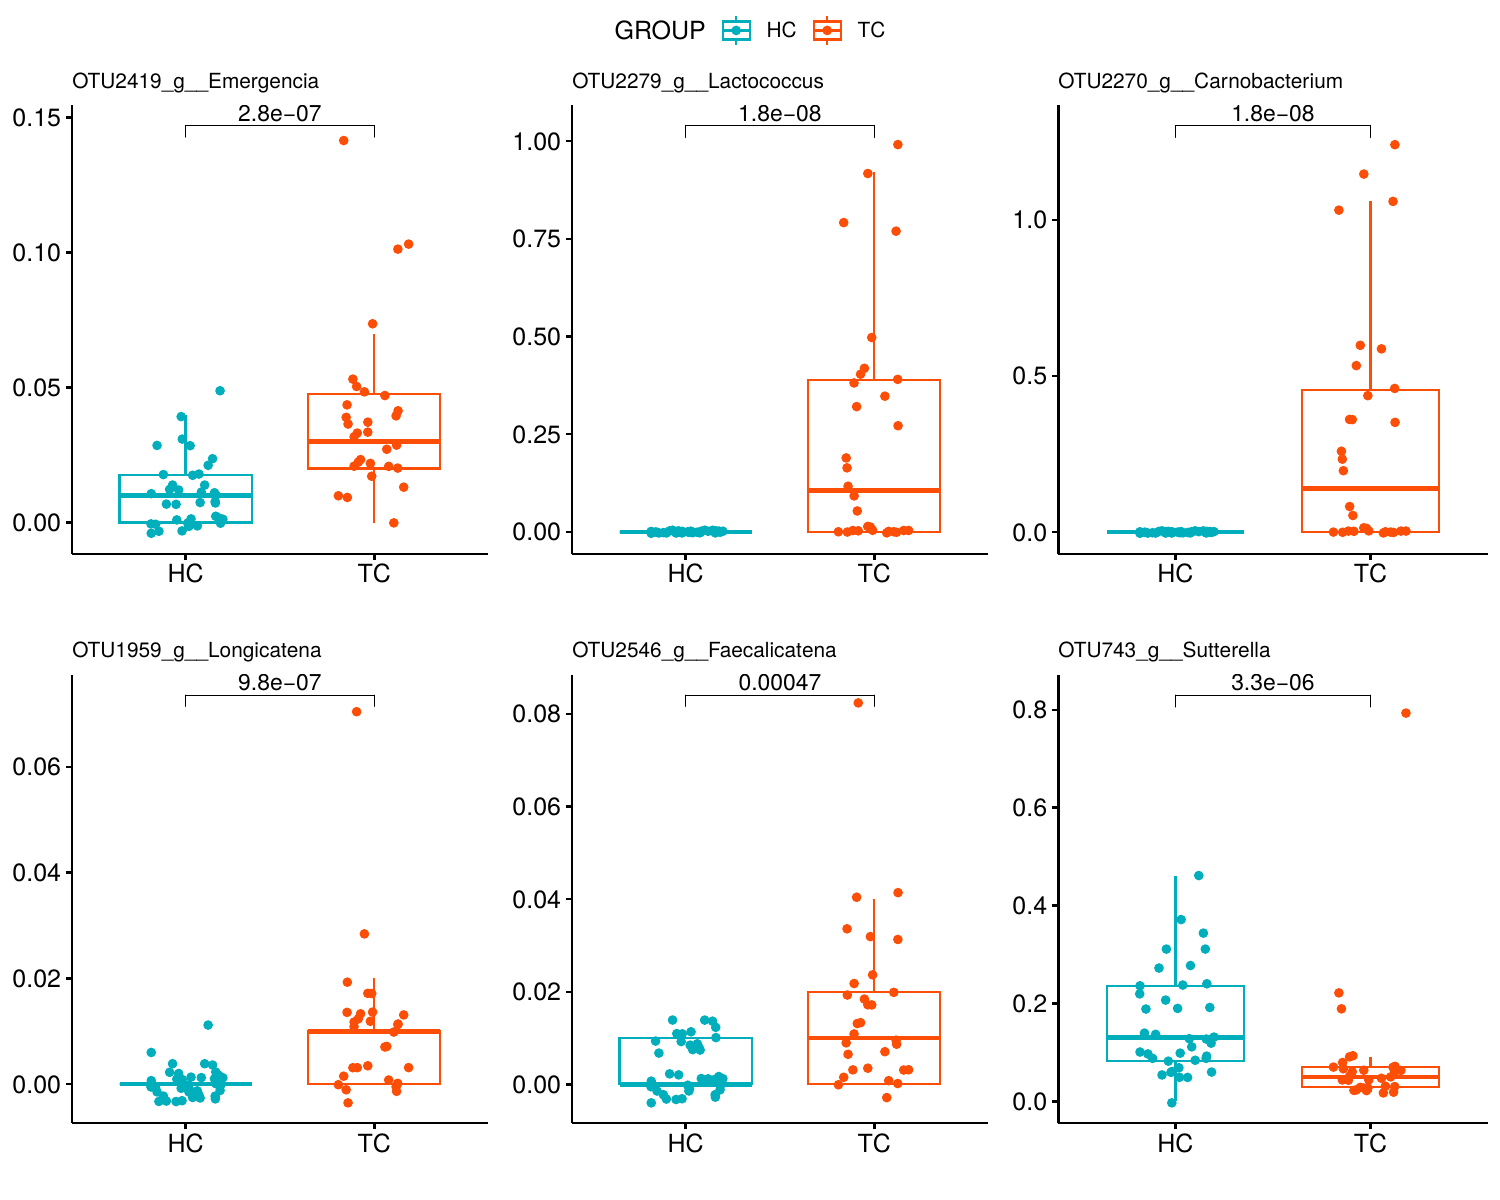 GROUP HC TC
OTU2419_g__Emergencia
2.8e−07
0.15
0.10
0.05
0.00
HC TC
OTU2279_g__Lactococcus
1.8e−08
1.00
0.75
0.50
0.25
0.00
HC TC
OTU2270_g__Carnobacterium
1.8e−08
1.0
0.5
0.0
HC TC
OTU1959_g__Longicatena
9.8e−07
0.06
0.04
0.02
0.00
HC TC
OTU2546_g__Faecalicatena
0.00047
0.08
0.06
0.04
0.02
0.00
HC TC
OTU743_g__Sutterella
3.3e−06
0.8
0.6
0.4
0.2
0.0
HC TC